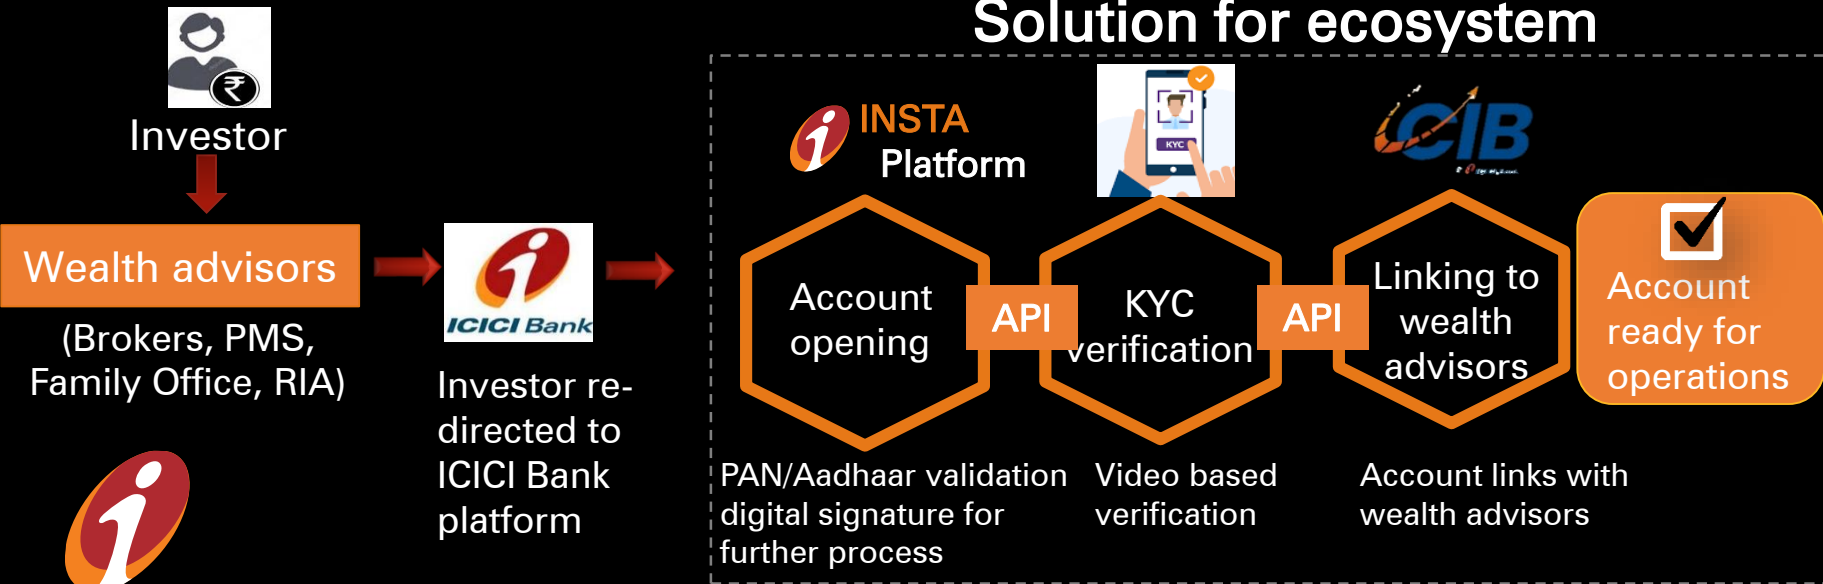 Solution for ecosystem
Investor
Wealth advisors
(Brokers, PMS,
Family Office, RIA)
ICICI Bank
Investor re-
directed to
ICICI Bank
platform
INSTA
Platform
KYC
CIB
Account
opening
API
KYC
verification
API
Linking to
wealth
advisors
Account
ready for
operations
PAN/Aadhaar validation
digital signature for
further process
Video based
verification
Account links with
wealth advisors